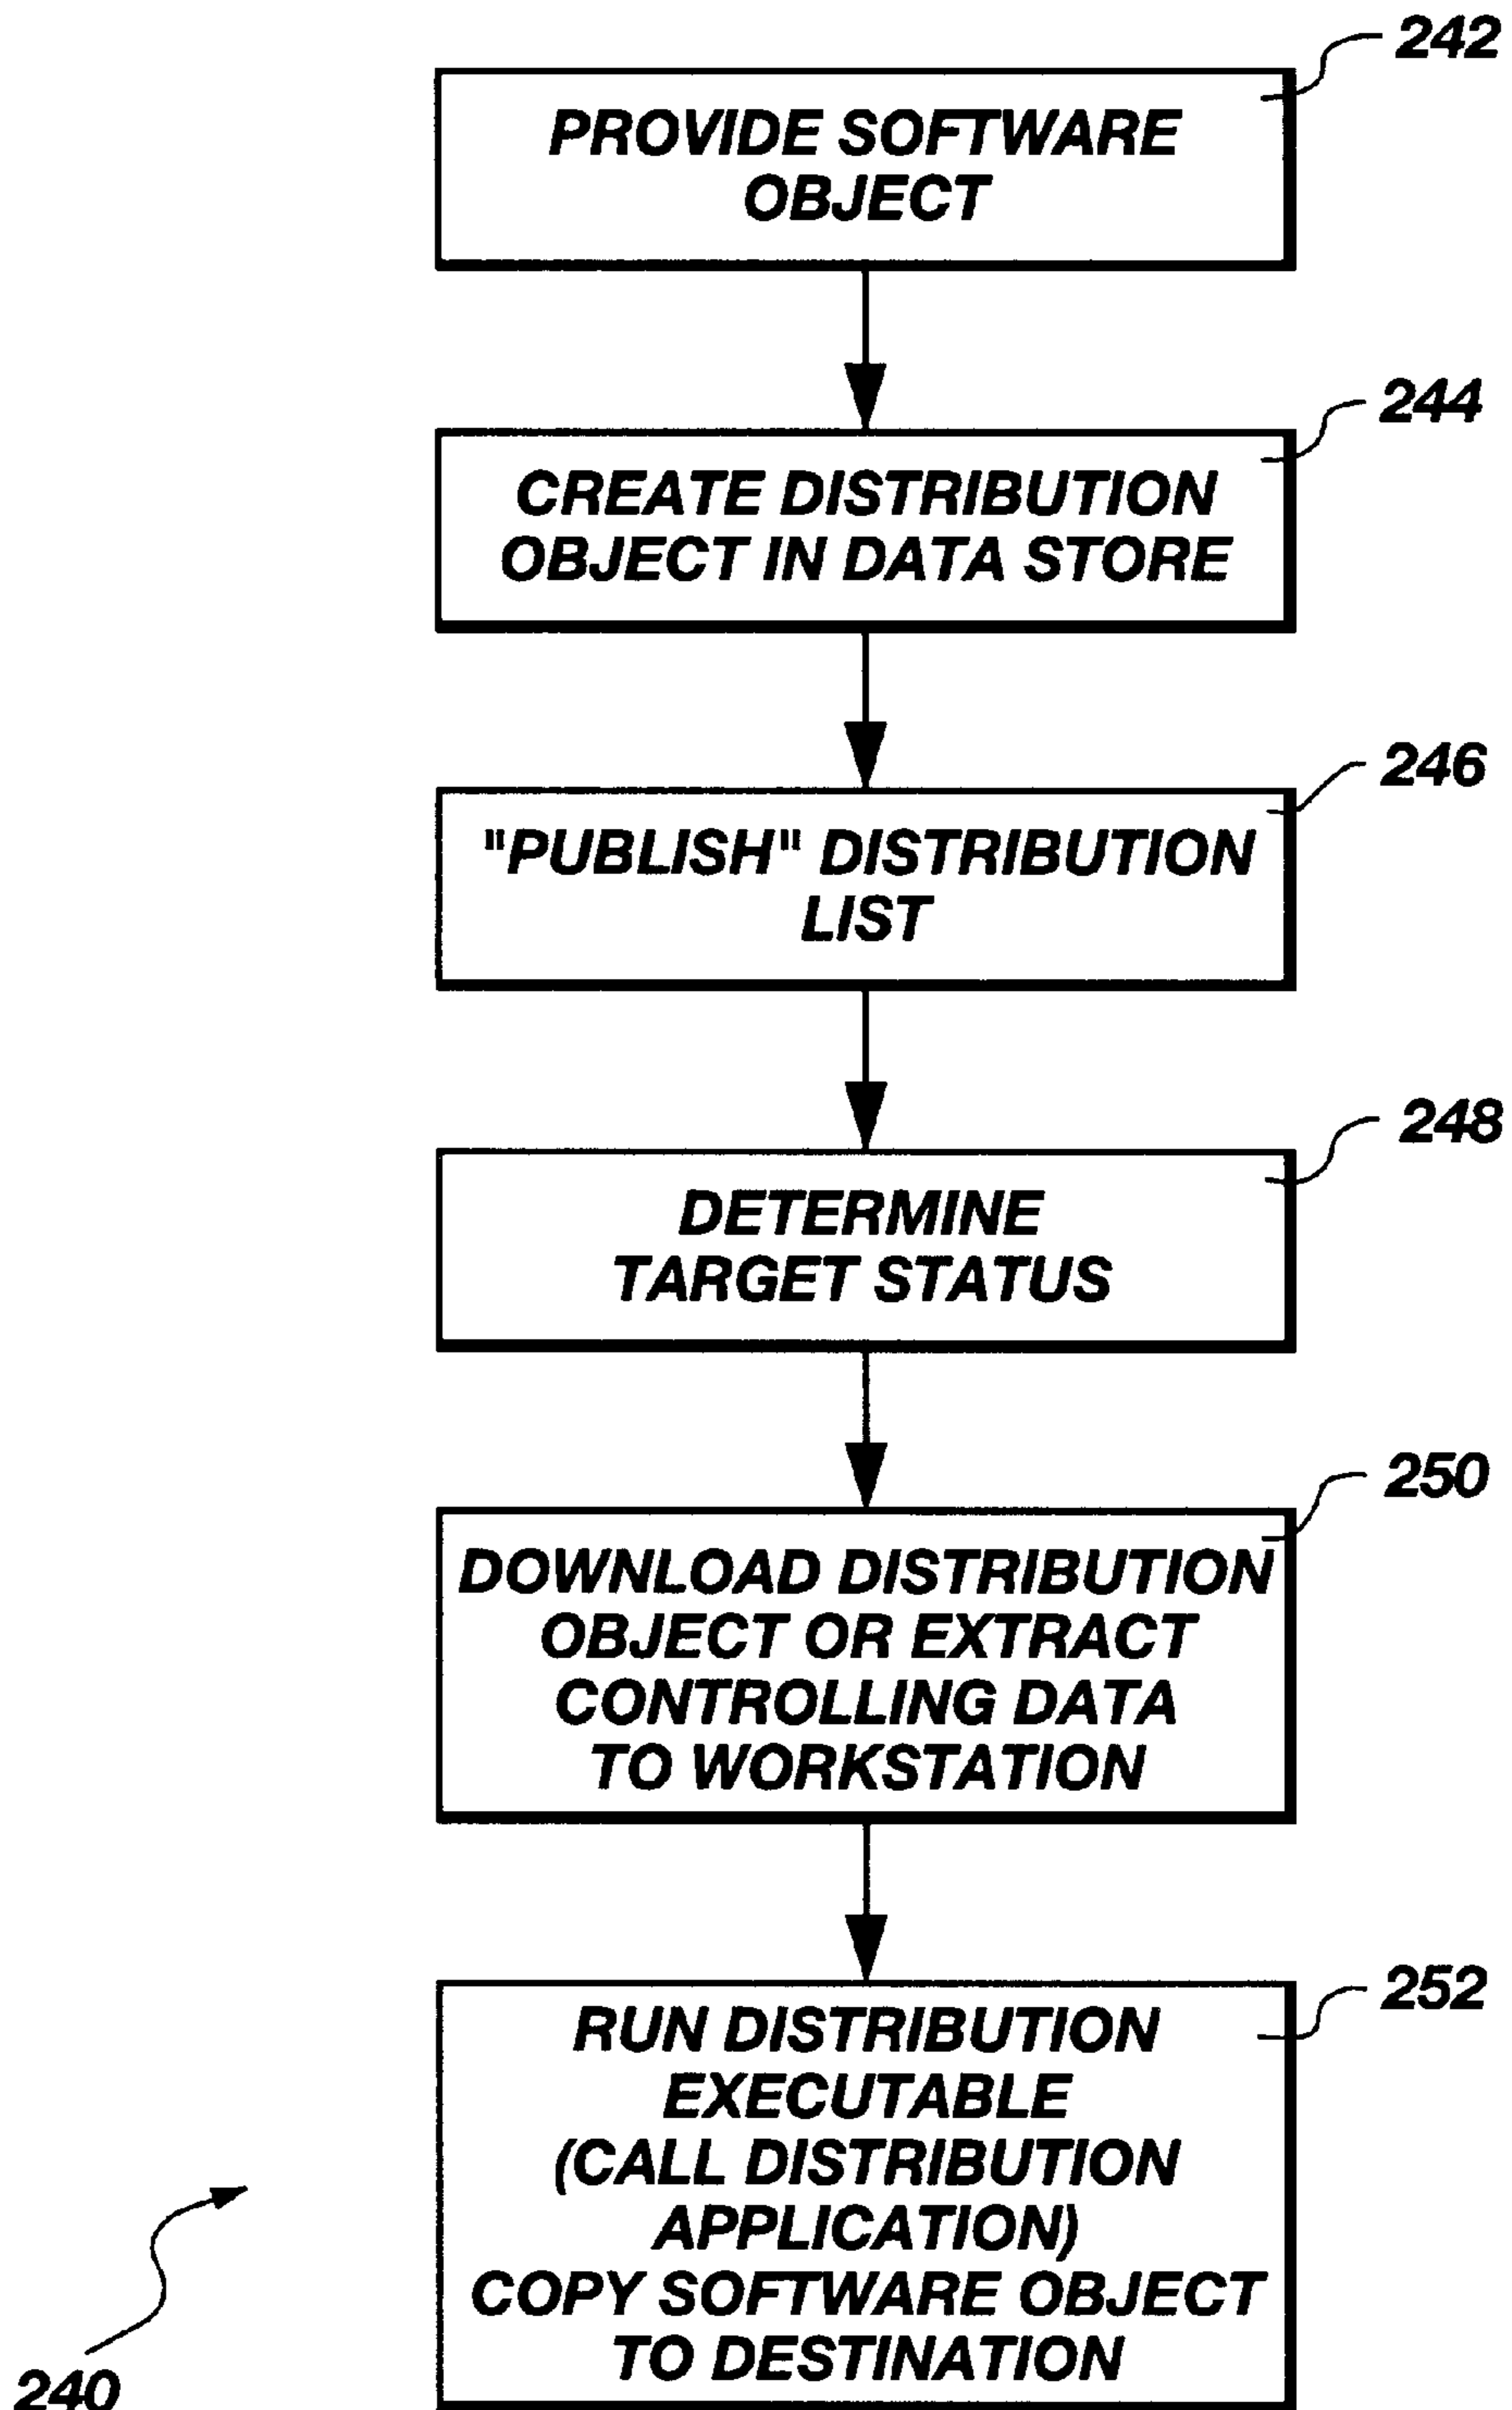 242
PROVIDE SOFTWARE
OBJECT
244
CREATE DISTRIBUTION
OBJECT IN DATA STORE
246
"PUBLISH" DISTRIBUTION
LIST
248
DETERMINE
TARGET STATUS
250
DOWNLOAD DISTRIBUTION
OBJECT OR EXTRACT
CONTROLLING DATA
TO WORKSTATION
252
RUN DISTRIBUTION
EXECUTABLE
(CALL DISTRIBUTION
APPLICATION)
COPY SOFTWARE OBJECT
TO DESTINATION
240